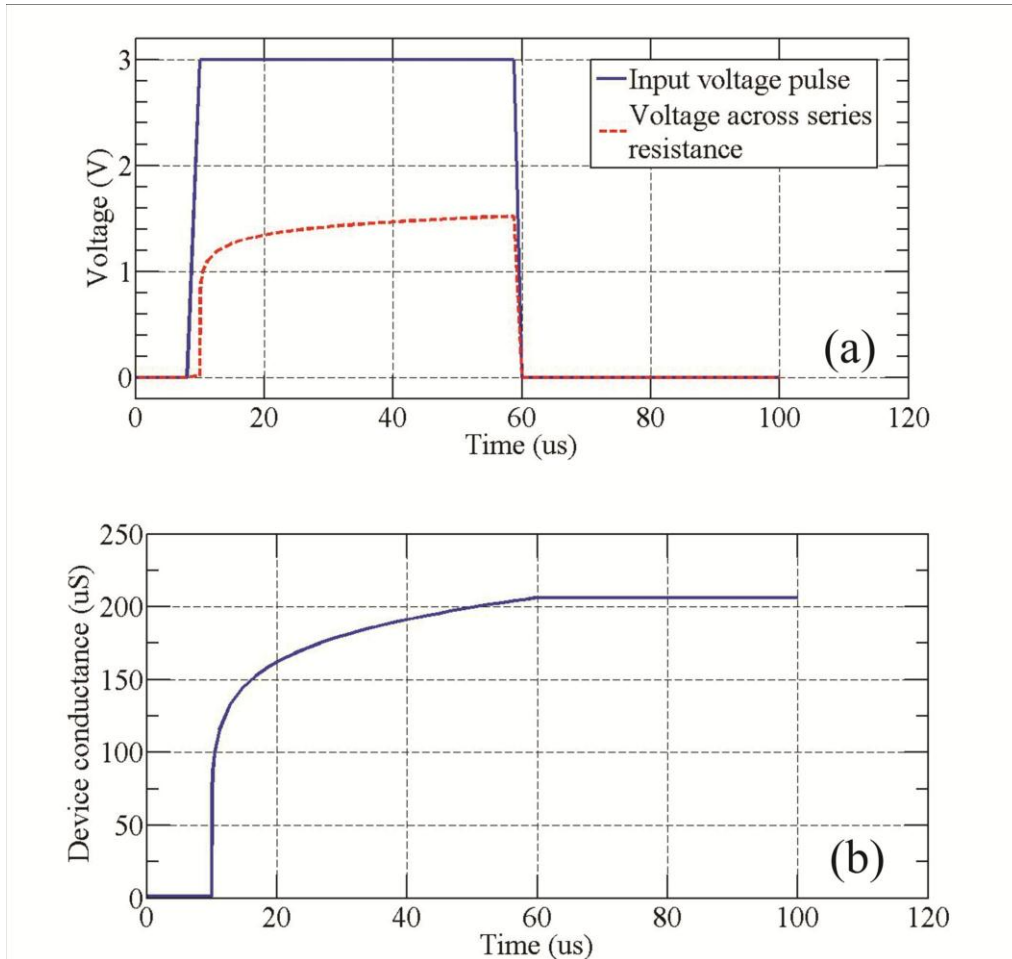 3
2
1
0
Voltage (V)
Input voltage pulse
Voltage across series
resistance
(a)
0 20 40 60 80 100 120
Time (us)
250
200
150
100
50
0
Device conductance (uS)
(b)
0 20 40 60 80 100 120
Time (us)